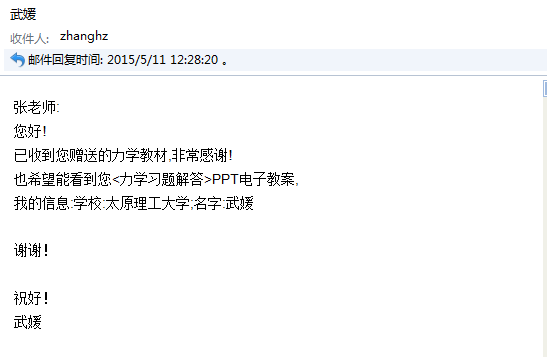 武媛
收件人: zhanghz
邮件回复时间: 2015/5/11 12:28:20 。
张老师:
您好!
已收到您赠送的力学教材,非常感谢!
也希望能看到您<力学习题解答>PPT电子教案,
我的信息:学校:太原理工大学;名字:武媛
谢谢!
祝好!
武媛